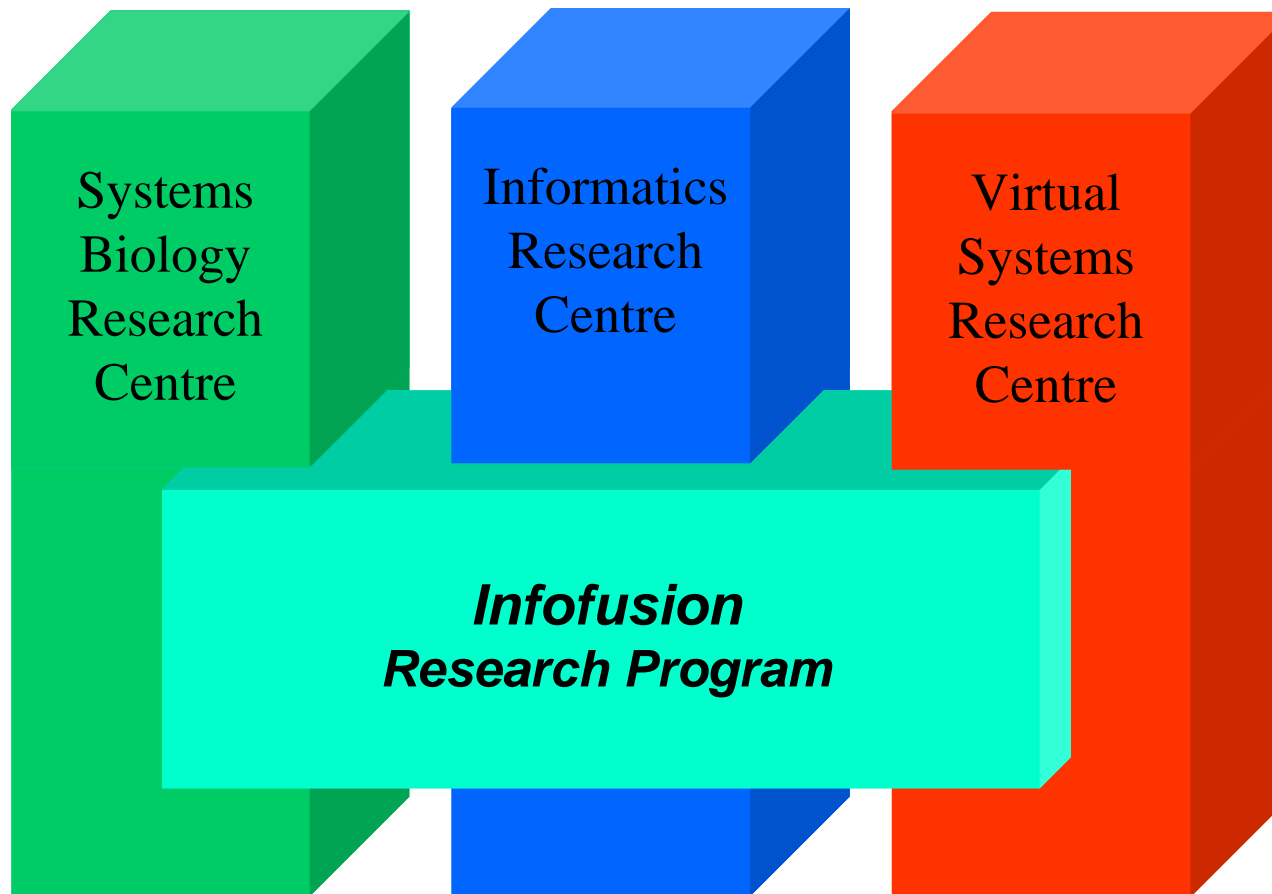 Systems
Biology
Research
Centre
Informatics
Research
Centre
Virtual
Systems
Research
Centre
Infofusion
Research Program